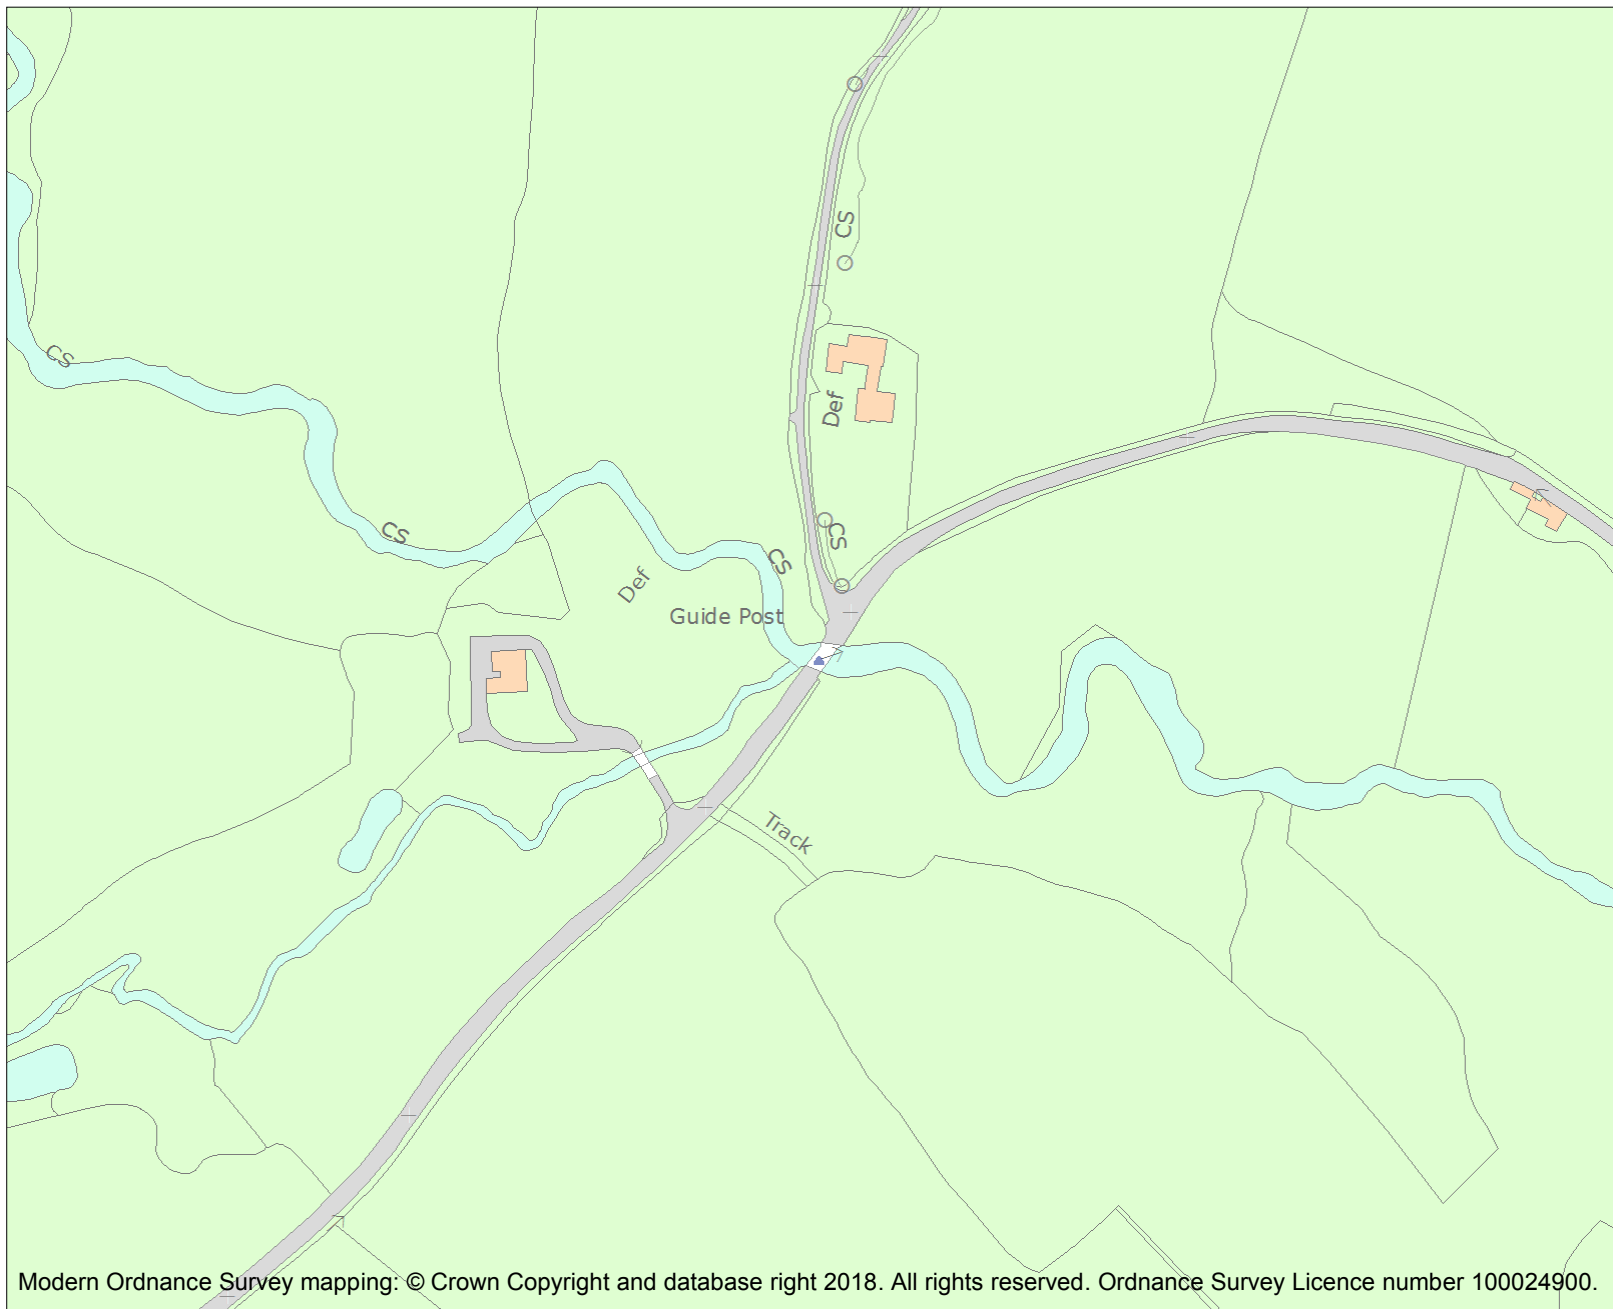 CS
CS
Def
CS
CS
Def
CS
Guide Post
Track
Modern Ordnance Survey mapping: © Crown Copyright and database right 2018. All rights reserved. Ordnance Survey Licence number 100024900.